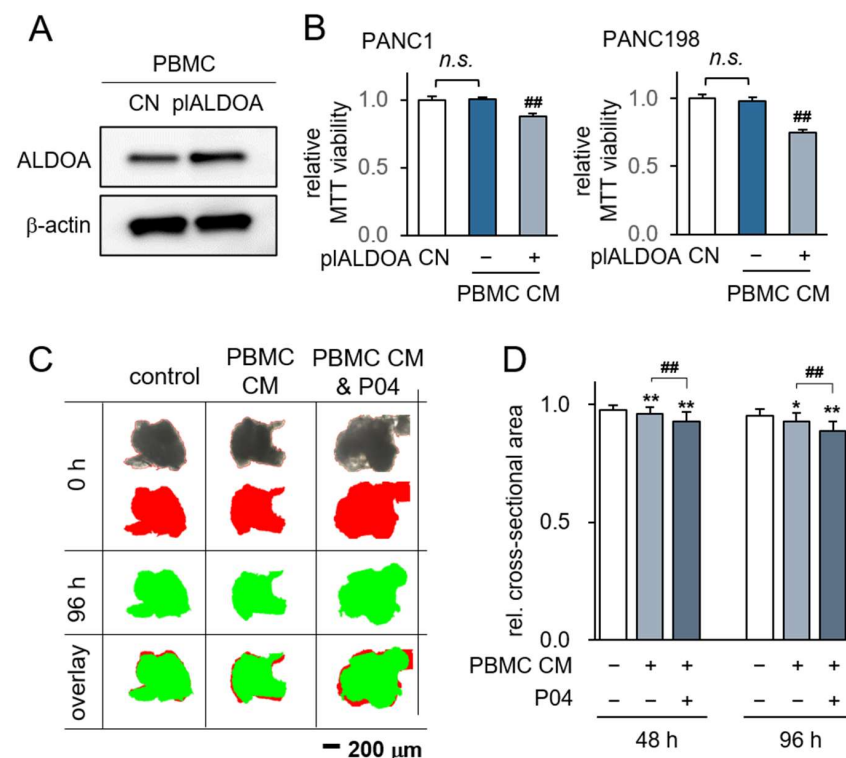 A
PBMC
CN plALDOA
ALDOA
β-actin
B
PANC1
n.s.
##
relative
MTT viability
1.0
0.5
0.0
plALDOA CN − +
PBMC CM
PANC198
n.s.
##
relative
MTT viability
1.0
0.5
0.0
plALDOA CN − +
PBMC CM
C
control
PBMC
CM
PBMC CM
& P04
0 h
96 h
overlay
200 µm
D
rel. cross-sectional area
1.0
0.5
0.0
##
** **
##
* **
PBMC CM − + + − + +
P04 − − + − − +
48 h 96 h